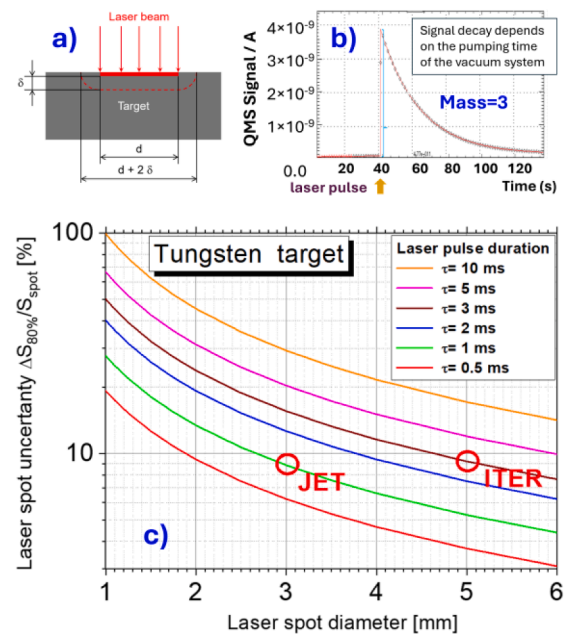 a)
Laser beam
δ
Target
d
d + 2 δ
b)
QMS Signal / A
4×10-9
3×10-9
2×10-9
1×10-9
0.0
Signal decay depends
on the pumping time
of the vacuum system
Mass=3
20 40 60 80 100 120
laser pulse
Time (s)
c)
Laser spot uncertanty ΔS80%/Sspot [%]
100
10
Tungsten target
Laser pulse duration
τ= 10 ms
τ= 5 ms
τ= 3 ms
τ= 2 ms
τ= 1 ms
τ= 0.5 ms
JET
ITER
1 2 3 4 5 6
Laser spot diameter [mm]